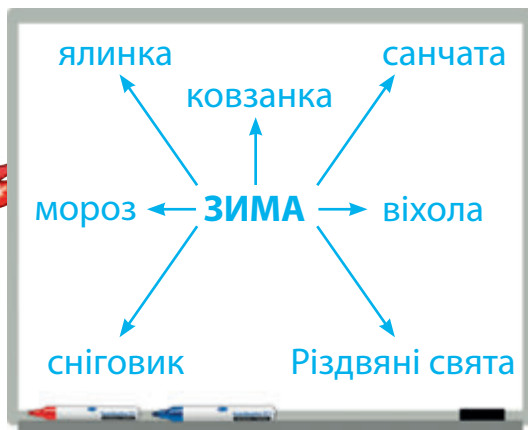 ялинка
санчата
ковзанка
мороз
ЗИМА
віхола
сніговик
Різдвяні свята